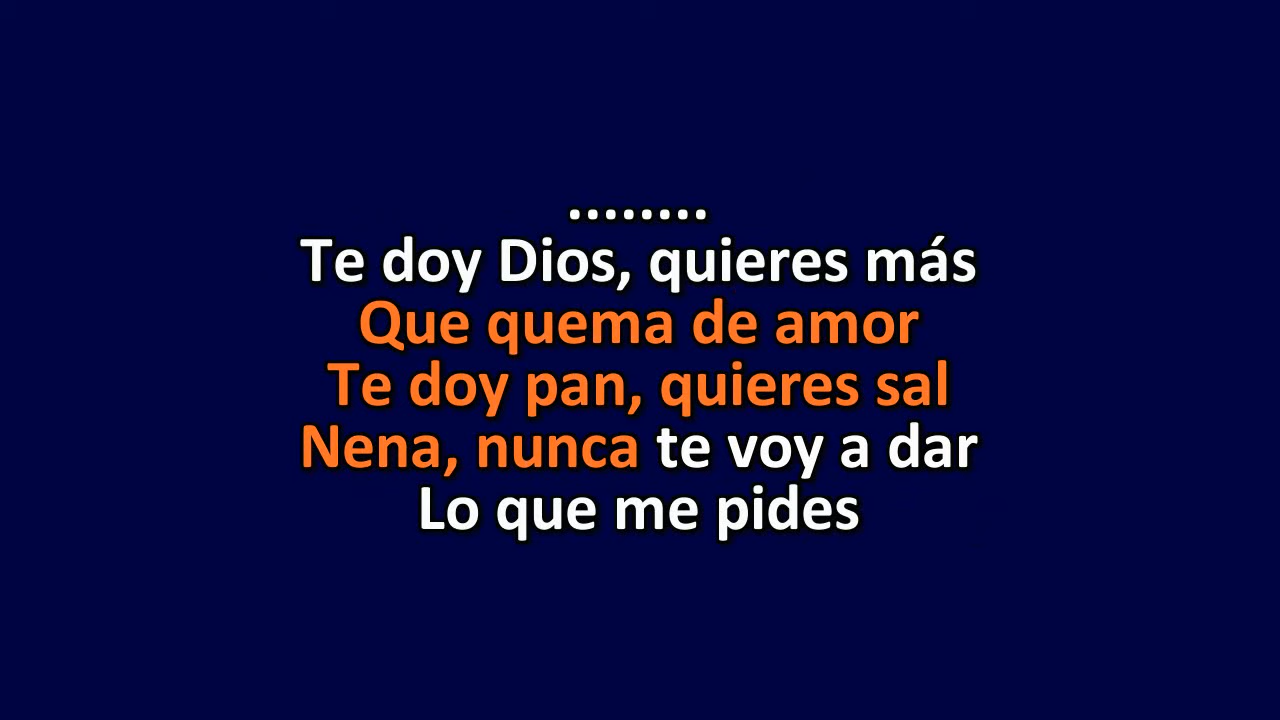 ........
Te doy Dios, quieres más
Que quema de amor
Te doy pan, quieres sal
Nena, nunca te voy a dar
Lo que me pides